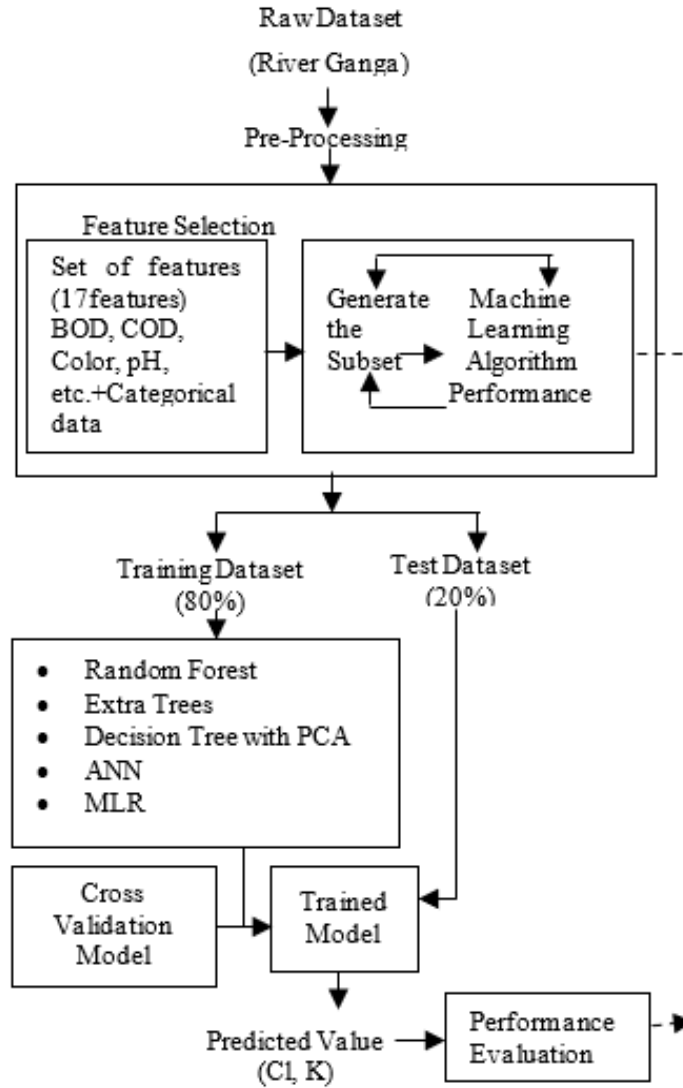 Raw Dataset
(River Ganga)
Pre-Processing
Feature Selection
Set of features
(17features)
BOD, COD,
Color, pH,
etc.+Categorical
data
Generate
the
Subset
Machine
Learning
Algorithm
Performance
Training Dataset
(80%)
Test Dataset
(20%)
• Random Forest
• Extra Trees
• Decision Tree with PCA
• ANN
• MLR
Cross
Validation
Model
Trained
Model
Predicted Value
(Cl, K)
Performance
Evaluation